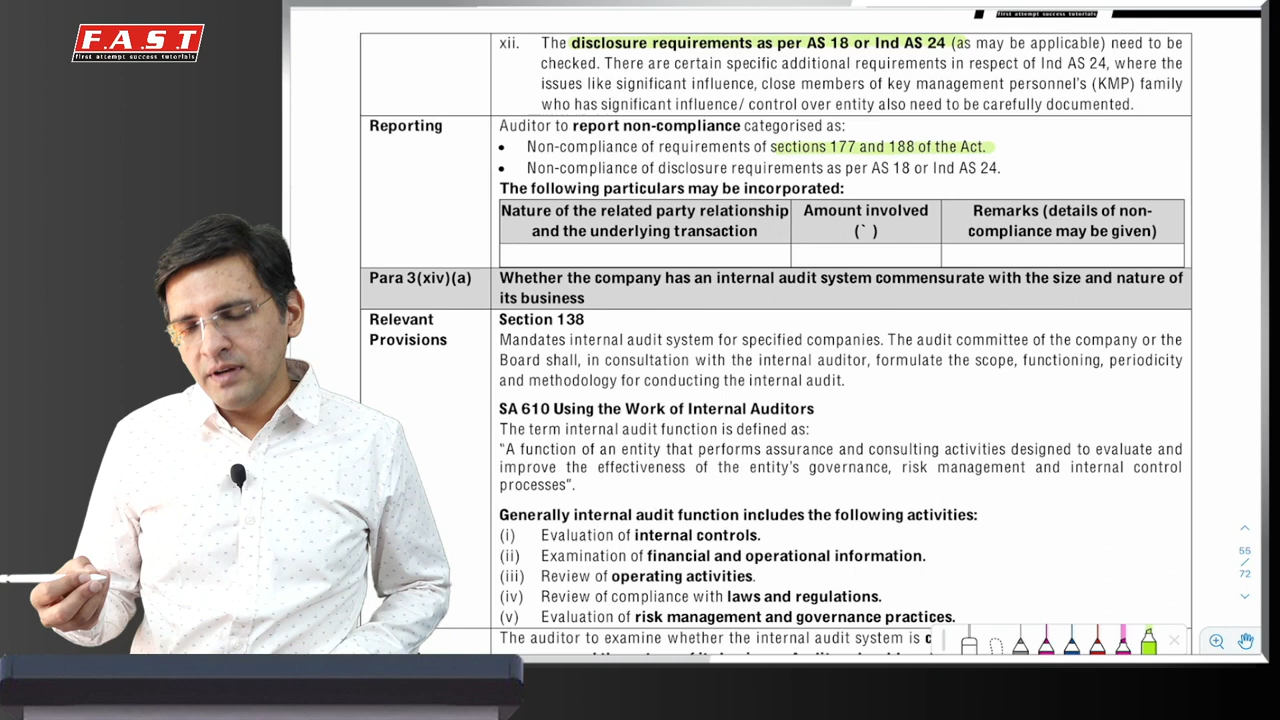 F.A.S.T
first attempt success tutorials
first attempt success tutorials
xii. The disclosure requirements as per AS 18 or Ind AS 24 (as may be applicable) need to be
checked. There are certain specific additional requirements in respect of Ind AS 24, where the
issues like significant influence, close members of key management personnel's (KMP) family
who has significant influence/ control over entity also need to be carefully documented.
Reporting
Auditor to report non-compliance categorised as:
• Non-compliance of requirements of sections 177 and 188 of the Act.
• Non-compliance of disclosure requirements as per AS 18 or Ind AS 24.
The following particulars may be incorporated:
Nature of the related party relationship
and the underlying transaction
Amount involved
(` )
Remarks (details of non-
compliance may be given)
Para 3(xiv)(a)
Whether the company has an internal audit system commensurate with the size and nature of
its business
Relevant
Provisions
Section 138
Mandates internal audit system for specified companies. The audit committee of the company or the
Board shall, in consultation with the internal auditor, formulate the scope, functioning, periodicity
and methodology for conducting the internal audit.
SA 610 Using the Work of Internal Auditors
The term internal audit function is defined as:
"A function of an entity that performs assurance and consulting activities designed to evaluate and
improve the effectiveness of the entity's governance, risk management and internal control
processes".
Generally internal audit function includes the following activities:
(i) Evaluation of internal controls.
(ii) Examination of financial and operational information.
(iii) Review of operating activities.
(iv) Review of compliance with laws and regulations.
(v) Evaluation of risk management and governance practices.
The auditor to examine whether the internal audit system is
55
/
72